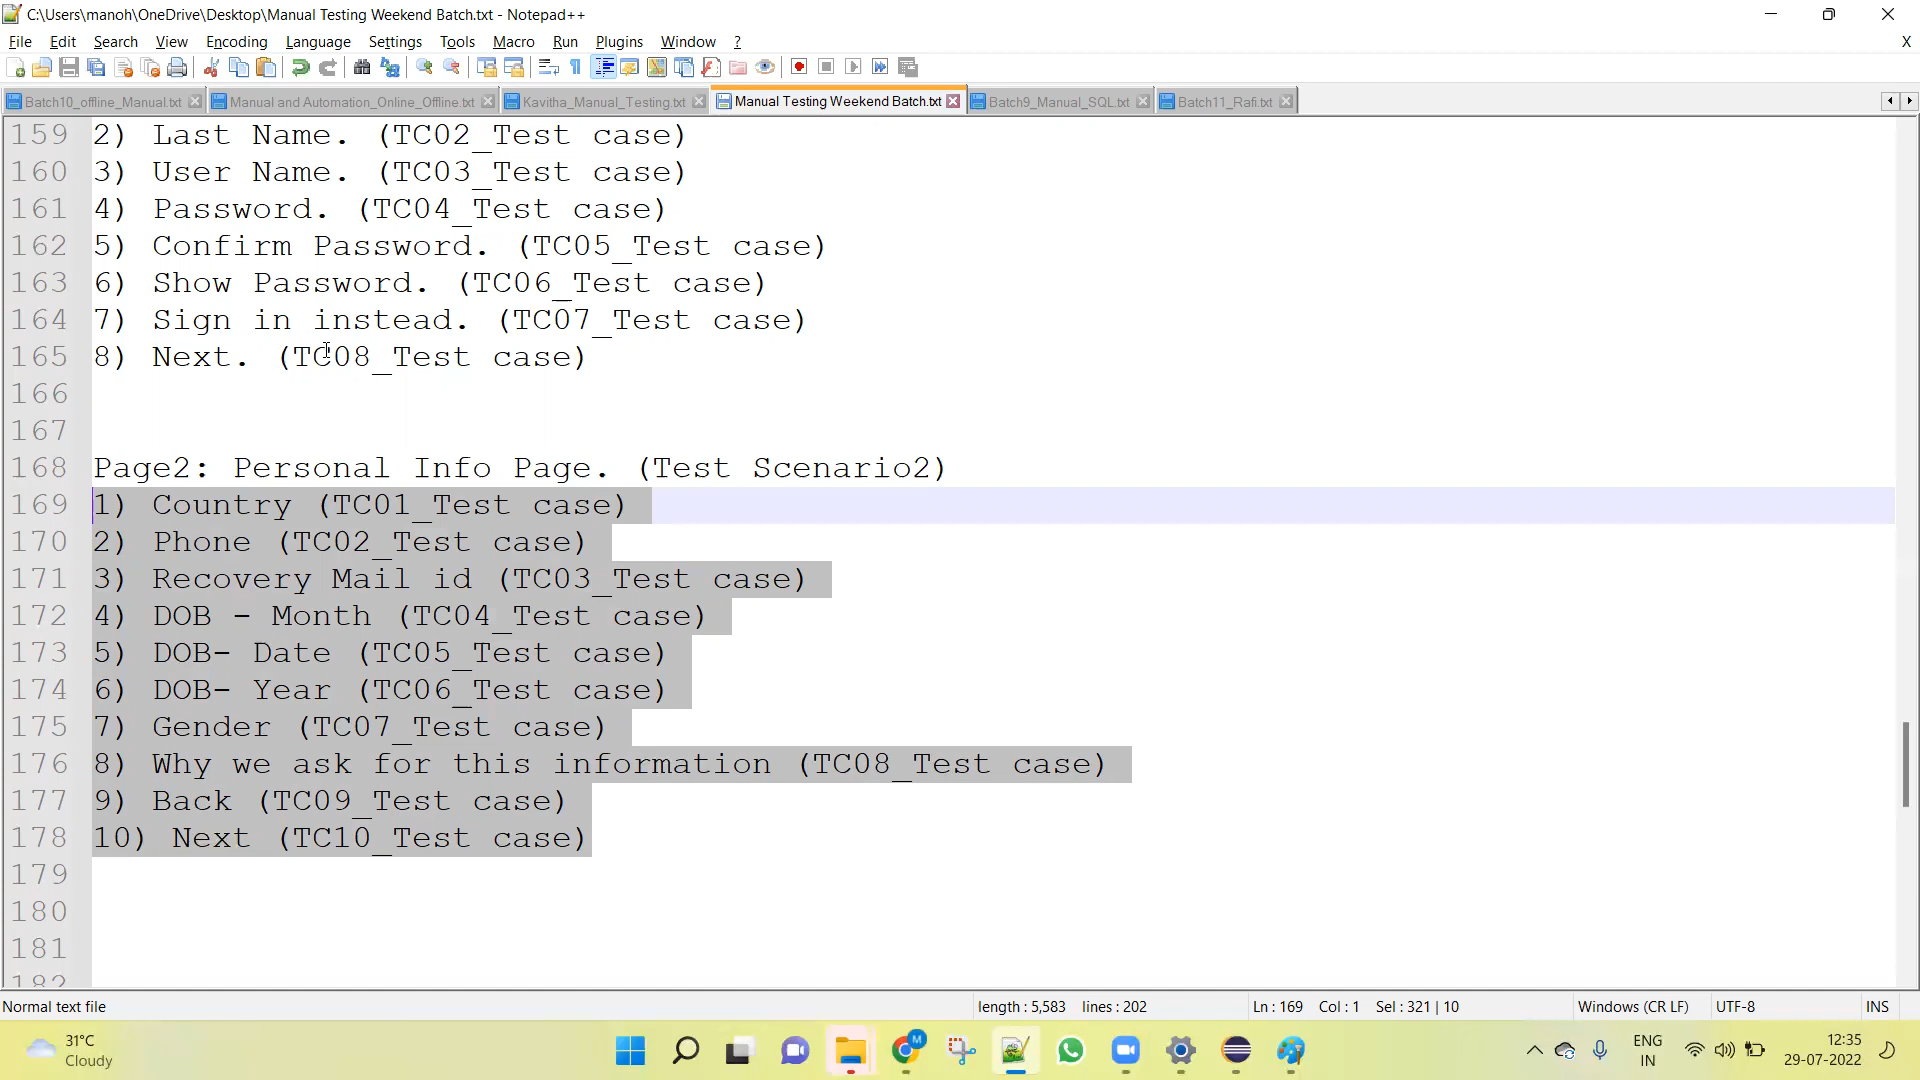 C:\Users\manoh\OneDrive\Desktop\Manual Testing Weekend Batch.txt - Notepad++
File Edit Search View Encoding Language Settings Tools Macro Run Plugins Window ? X
Batch10_offline_Manual.txt Manual and Automation_Online_Offline.txt Kavitha_Manual_Testing.txt Manual Testing Weekend Batch.txt Batch9_Manual_SQL.txt Batch11_Rafi.txt
159 2) Last Name. (TC02_Test case)
160 3) User Name. (TC03_Test case)
161 4) Password. (TC04_Test case)
162 5) Confirm Password. (TC05_Test case)
163 6) Show Password. (TC06_Test case)
164 7) Sign in instead. (TC07_Test case)
165 8) Next. (TC08_Test case)
166
167
168 Page2: Personal Info Page. (Test Scenario2)
169 1) Country (TC01_Test case)
170 2) Phone (TC02_Test case)
171 3) Recovery Mail id (TC03_Test case)
172 4) DOB - Month (TC04_Test case)
173 5) DOB- Date (TC05_Test case)
174 6) DOB- Year (TC06_Test case)
175 7) Gender (TC07_Test case)
176 8) Why we ask for this information (TC08_Test case)
177 9) Back (TC09_Test case)
178 10) Next (TC10_Test case)
179
180
181
182
Normal text file length : 5,583 lines : 202 Ln : 169 Col : 1 Sel : 321 | 10 Windows (CR LF) UTF-8 INS
31°C
Cloudy
M
ENG
IN
12:35
29-07-2022